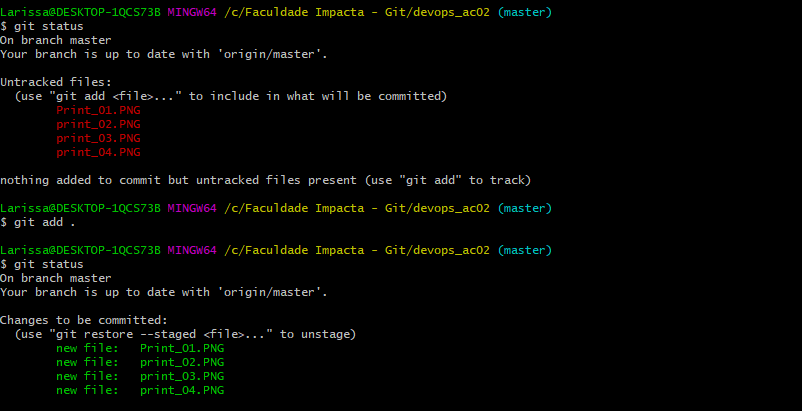 Larissa@DESKTOP-1QCS73B MINGW64 /c/Faculdade Impacta - Git/devops_ac02 (master)
$ git status
On branch master
Your branch is up to date with 'origin/master'.
Untracked files:
(use "git add <file>..." to include in what will be committed)
Print_01.PNG
print_02.PNG
print_03.PNG
print_04.PNG
nothing added to commit but untracked files present (use "git add" to track)
Larissa@DESKTOP-1QCS73B MINGW64 /c/Faculdade Impacta - Git/devops_ac02 (master)
$ git add .
Larissa@DESKTOP-1QCS73B MINGW64 /c/Faculdade Impacta - Git/devops_ac02 (master)
$ git status
On branch master
Your branch is up to date with 'origin/master'.
Changes to be committed:
(use "git restore --staged <file>..." to unstage)
new file:   Print_01.PNG
new file:   print_02.PNG
new file:   print_03.PNG
new file:   print_04.PNG